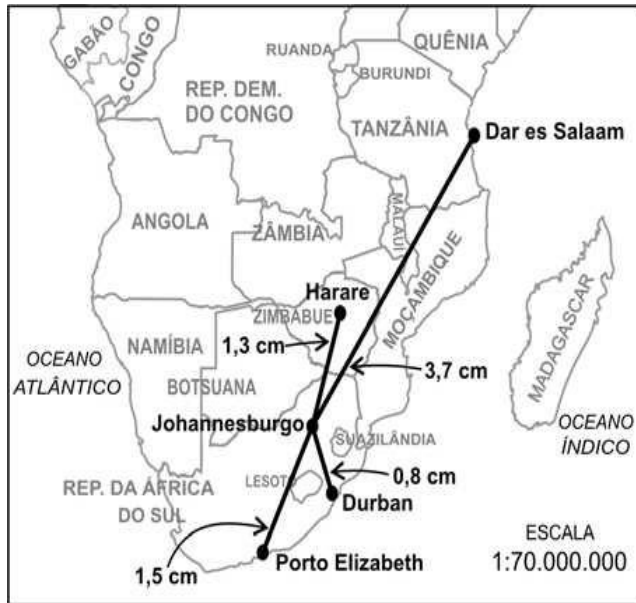 GABÃO
CONGO
RUANDA
QUÊNIA
BURUNDI
REP. DEM.
DO CONGO
TANZÂNIA
Dar es Salaam
ANGOLA
ZÂMBIA
MALAUÍ
MOÇAMBIQUE
Harare
ZIMBÁBUE
1,3 cm
NAMÍBIA
OCEANO
ATLÂNTICO
BOTSUANA
3,7 cm
MADAGASCAR
OCEANO
ÍNDICO
Johannesburgo
SUAZILÂNDIA
REP. DA ÁFRICA
DO SUL
LESOTO
0,8 cm
Durban
1,5 cm
Porto Elizabeth
ESCALA
1:70.000.000